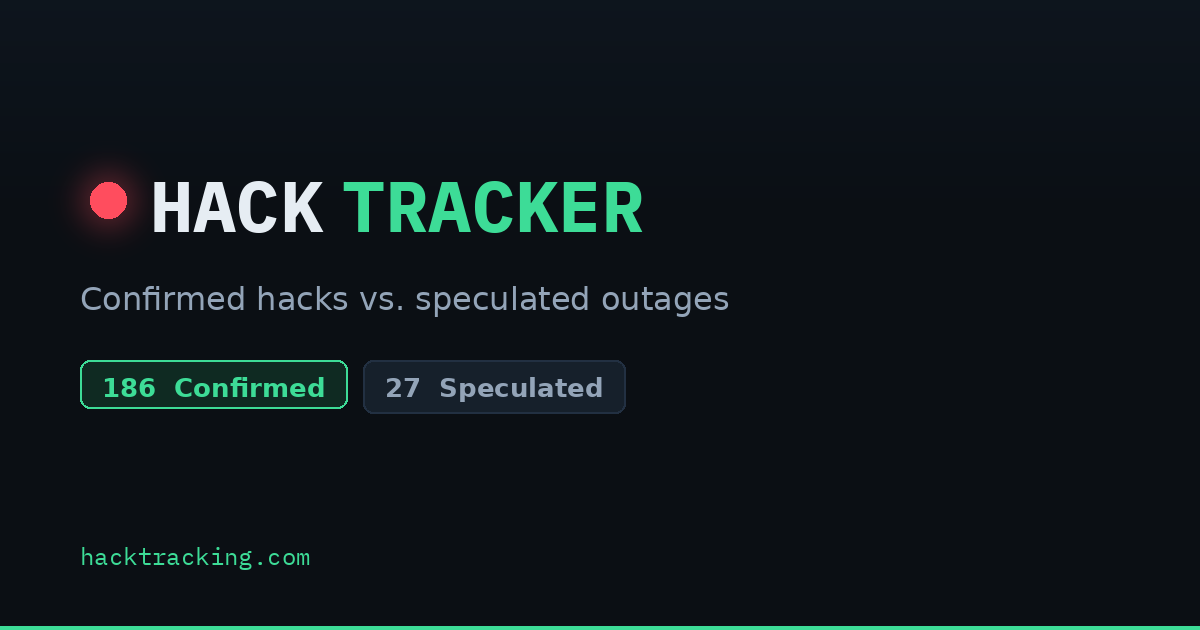 HACK TRACKER
Confirmed hacks vs. speculated outages
186 Confirmed 27 Speculated
hacktracking.com